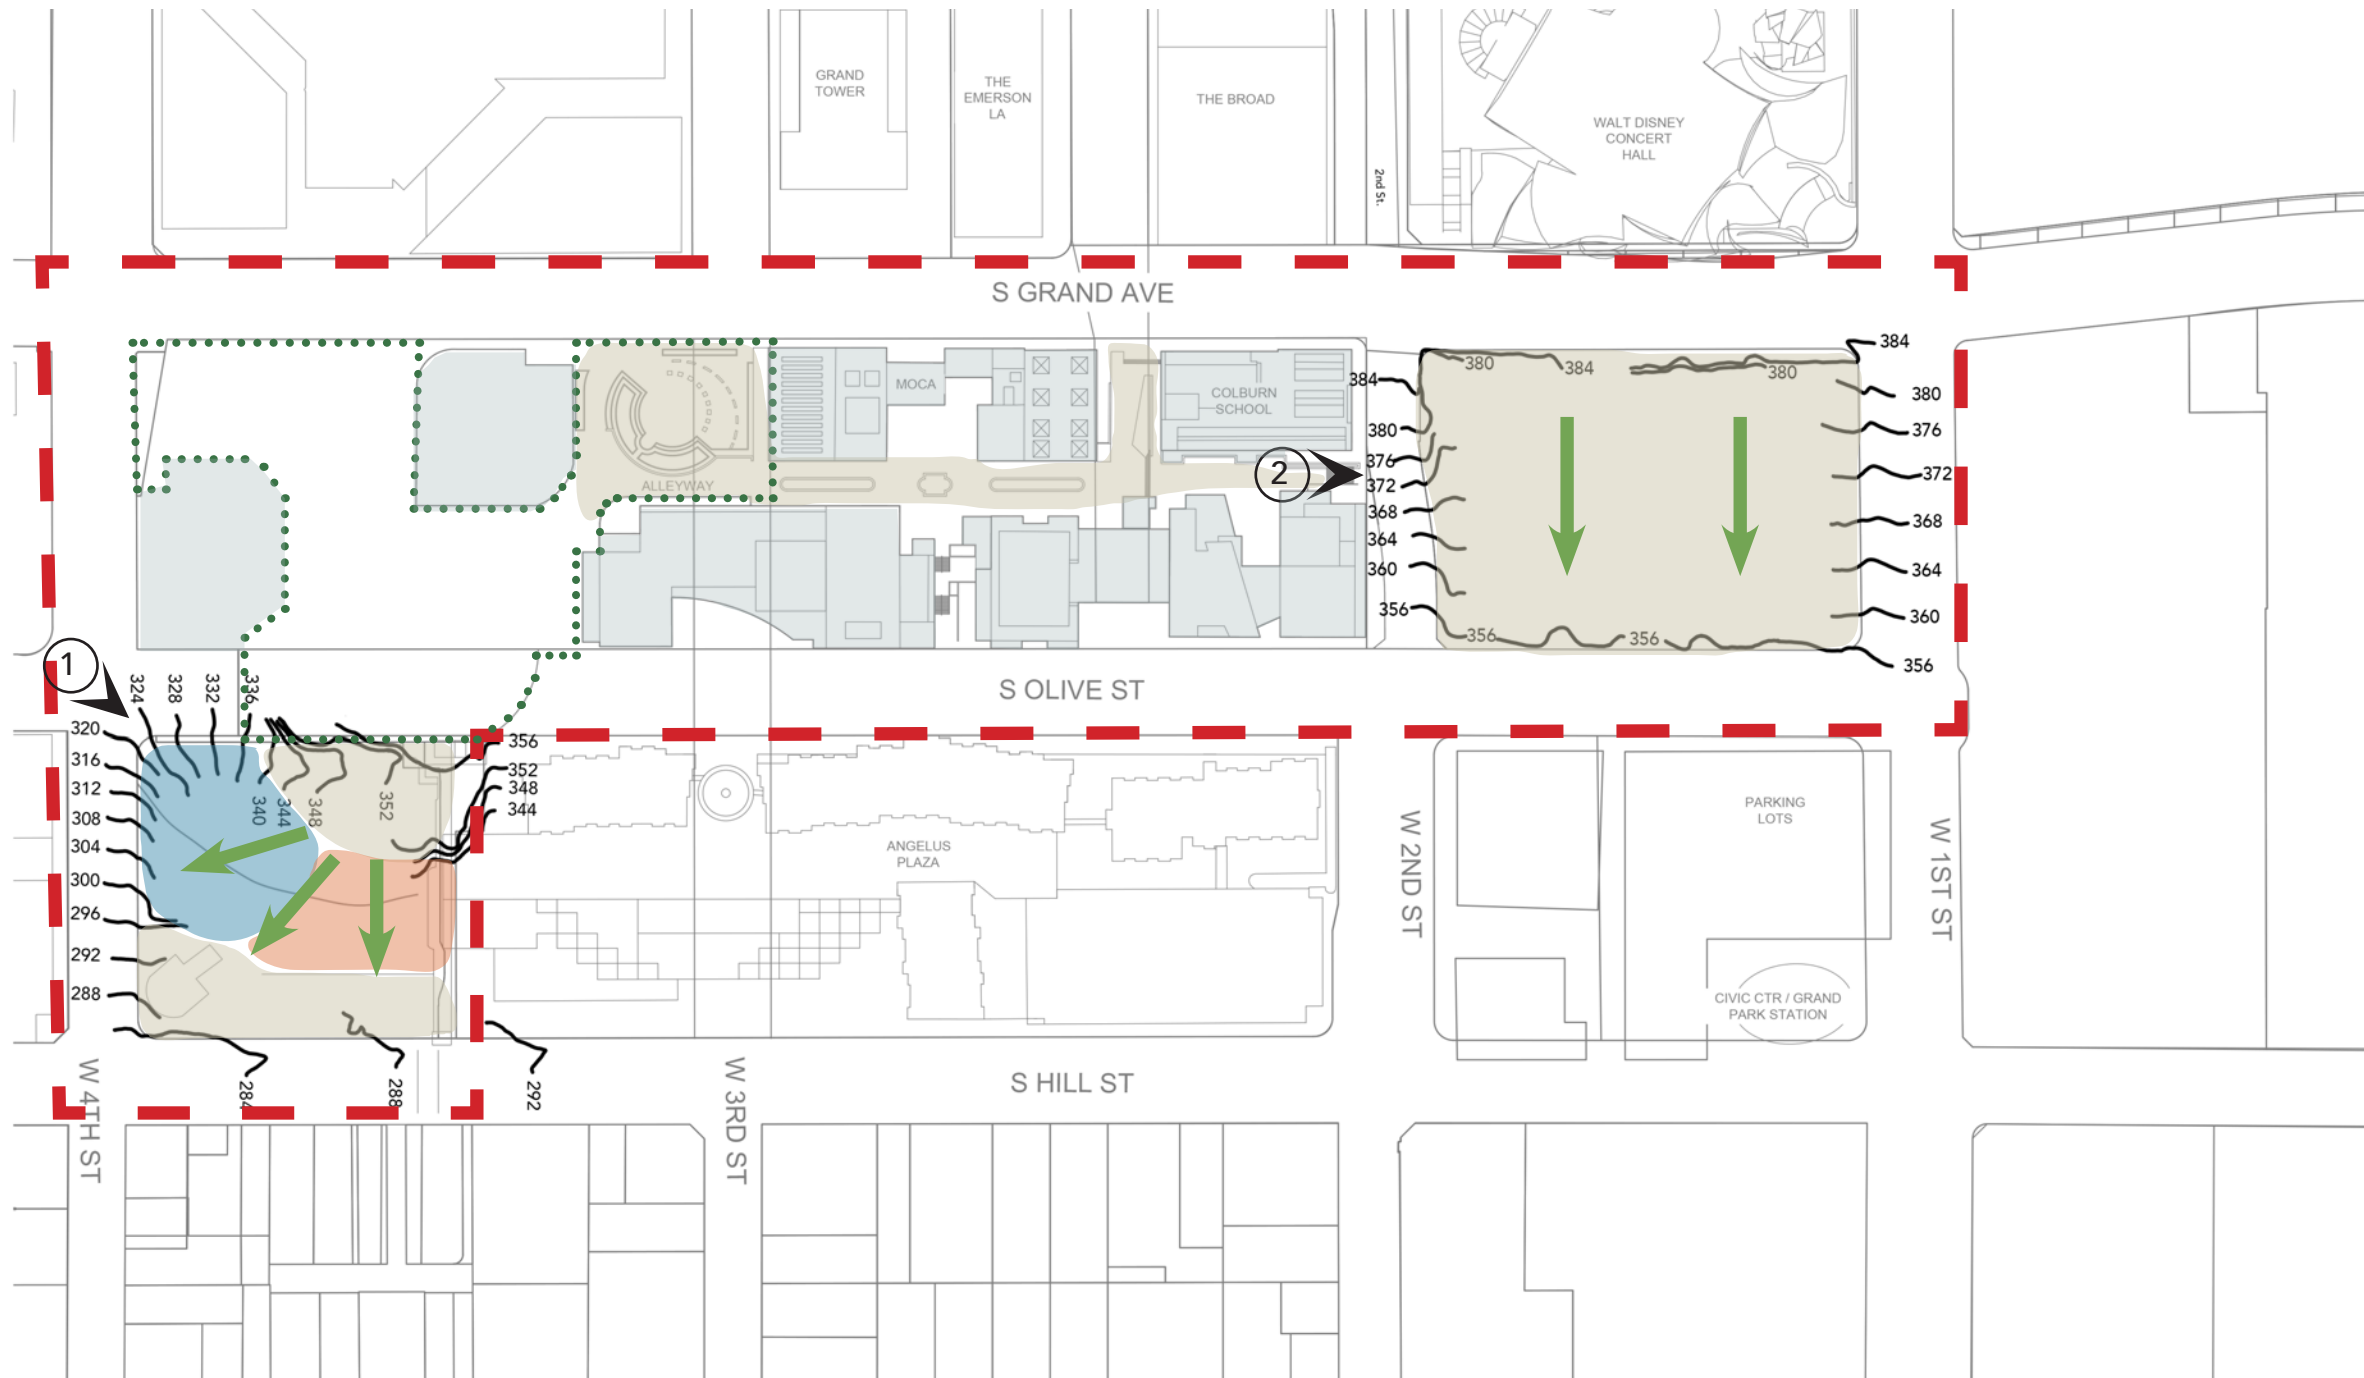 GRAND
TOWER
THE
EMERSON
LA
THE BROAD
WALT DISNEY
CONCERT
HALL
2nd St.
S GRAND AVE
MOCA
COLBURN
SCHOOL
ALLEYWAY
2
384
380
376
372
368
364
360
356
380
384
380
384
380
376
372
368
364
360
356
356
356
S OLIVE ST
1
324
328
332
336
320
316
312
308
304
300
296
292
288
340
344
348
352
356
352
348
344
284
288
292
ANGELUS
PLAZA
W 2ND ST
PARKING
LOTS
W 1ST ST
CIVIC CTR / GRAND
PARK STATION
W 4TH ST
W 3RD ST
S HILL ST